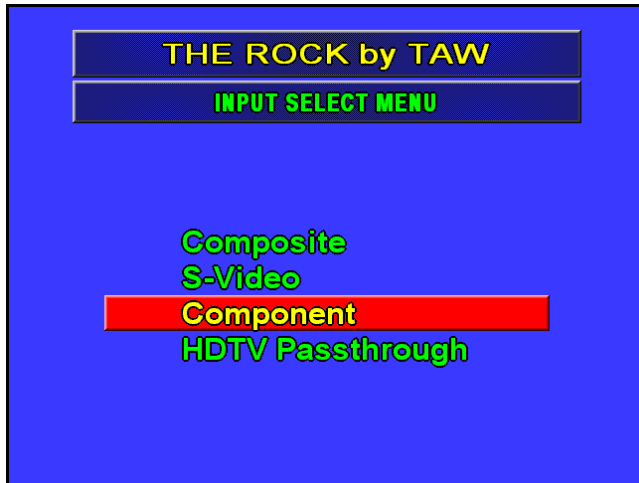 THE ROCK by TAW
INPUT SELECT MENU
Composite
S-Video
Component
HDTV Passthrough